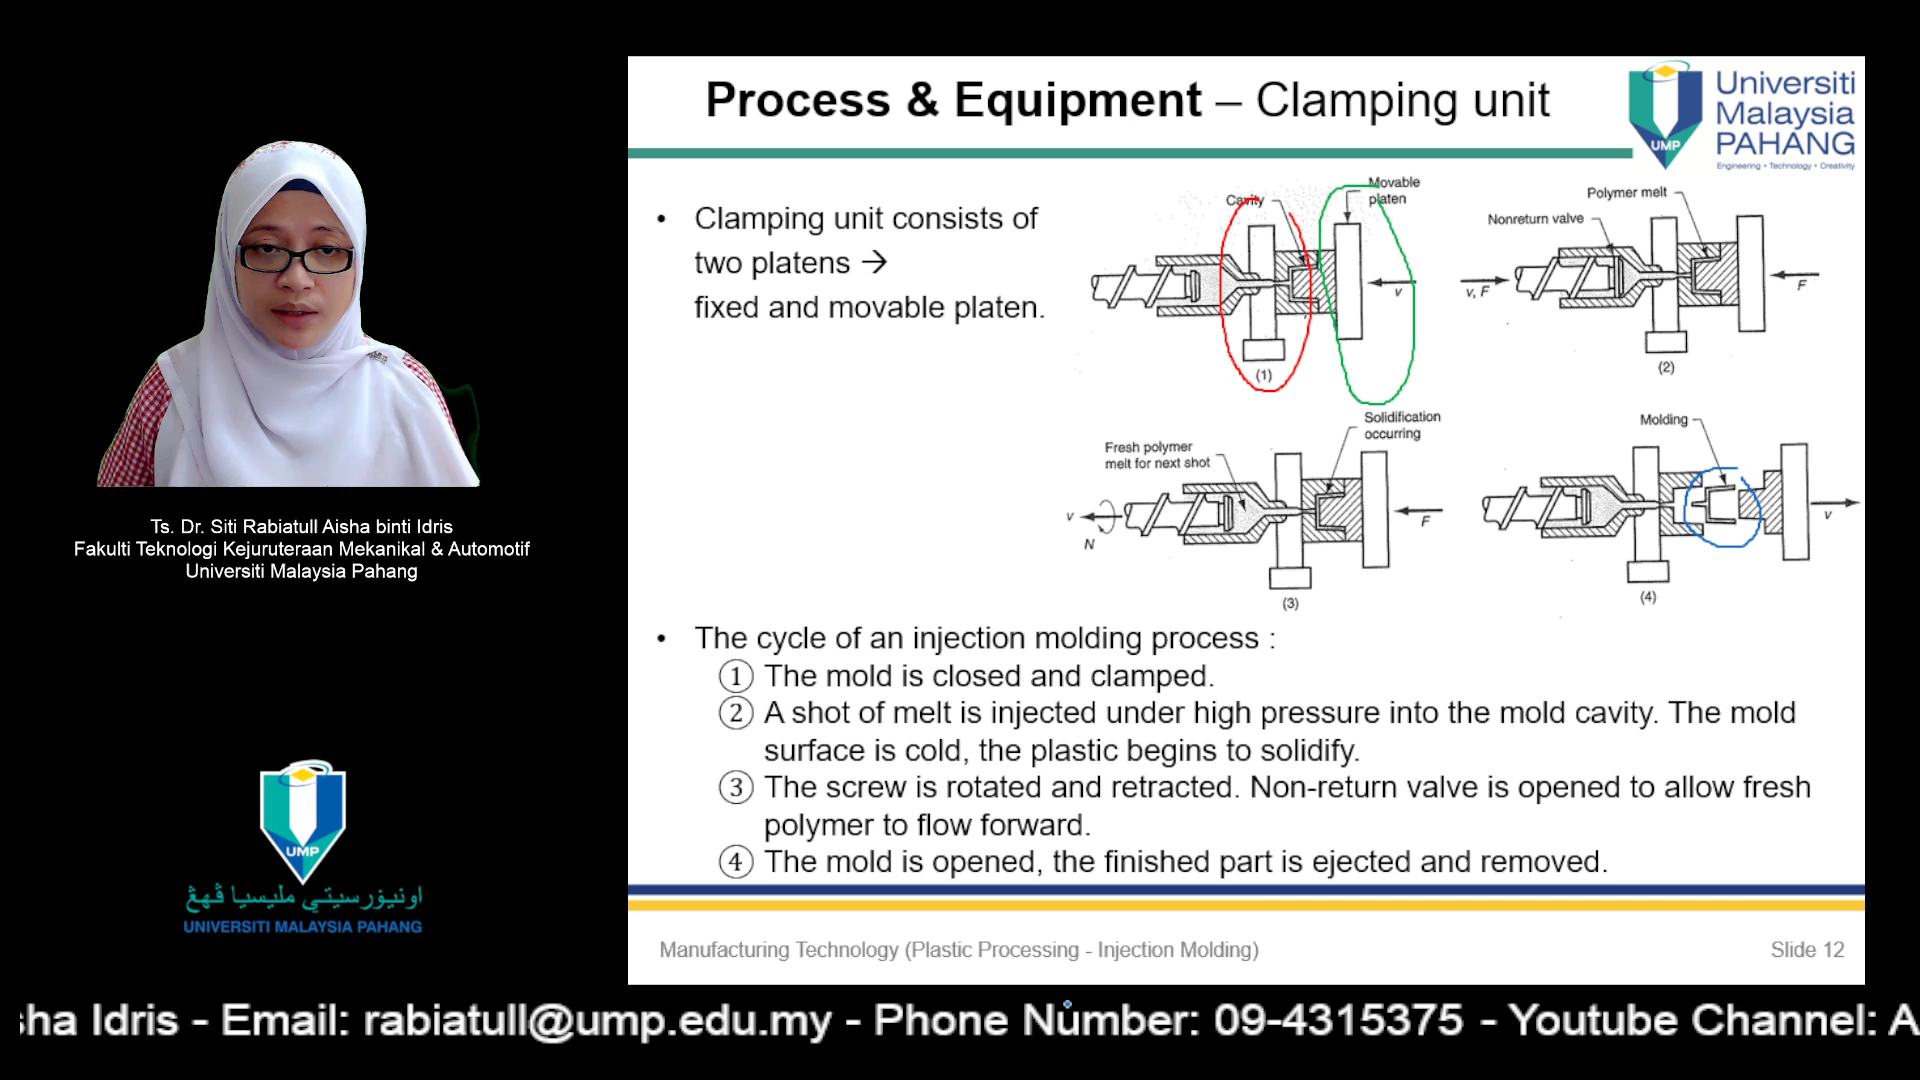 Process & Equipment – Clamping unit
UMP
Universiti
Malaysia
PAHANG
Engineering • Technology • Creativity
• Clamping unit consists of
two platens →
fixed and movable platen.
Cavity
Movable
platen
v
(1)
Polymer melt
Nonreturn valve
v, F
F
(2)
Solidification
occurring
Fresh polymer
melt for next shot
v
N
F
(3)
Molding
v
(4)
• The cycle of an injection molding process :
① The mold is closed and clamped.
② A shot of melt is injected under high pressure into the mold cavity. The mold
surface is cold, the plastic begins to solidify.
③ The screw is rotated and retracted. Non-return valve is opened to allow fresh
polymer to flow forward.
④ The mold is opened, the finished part is ejected and removed.
Manufacturing Technology (Plastic Processing - Injection Molding)
Slide 12
Ts. Dr. Siti Rabiatull Aisha binti Idris
Fakulti Teknologi Kejuruteraan Mekanikal & Automotif
Universiti Malaysia Pahang
UMP
اونيۏرسيتي مليسيا ڤهڠ
UNIVERSITI MALAYSIA PAHANG
sha Idris - Email: rabiatull@ump.edu.my - Phone Number: 09-4315375 - Youtube Channel: A